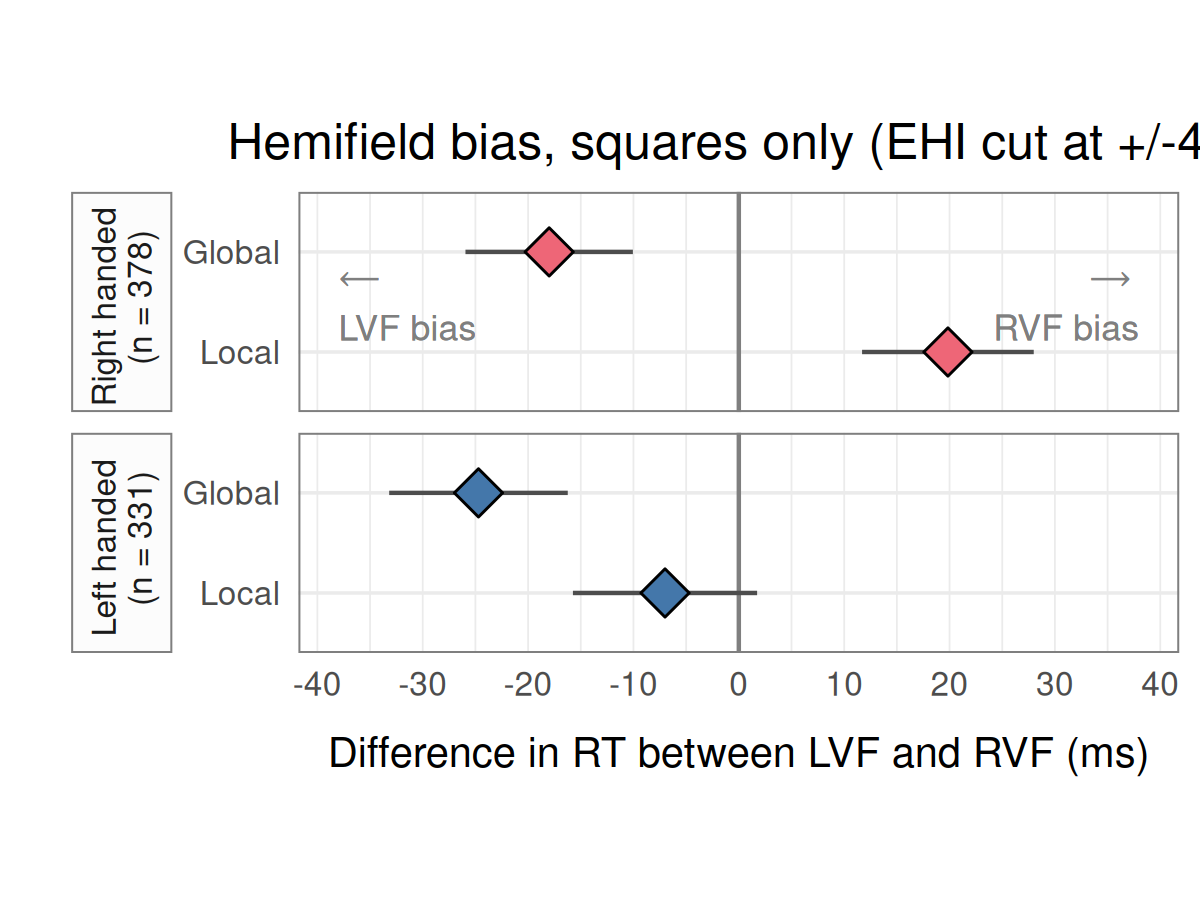 Hemifield bias, squares only (EHI cut at +/-4
Right handed
(n = 378)
Global
Local
←
LVF bias
→
RVF bias
Left handed
(n = 331)
Global
Local
-40 -30 -20 -10 0 10 20 30 40
Difference in RT between LVF and RVF (ms)